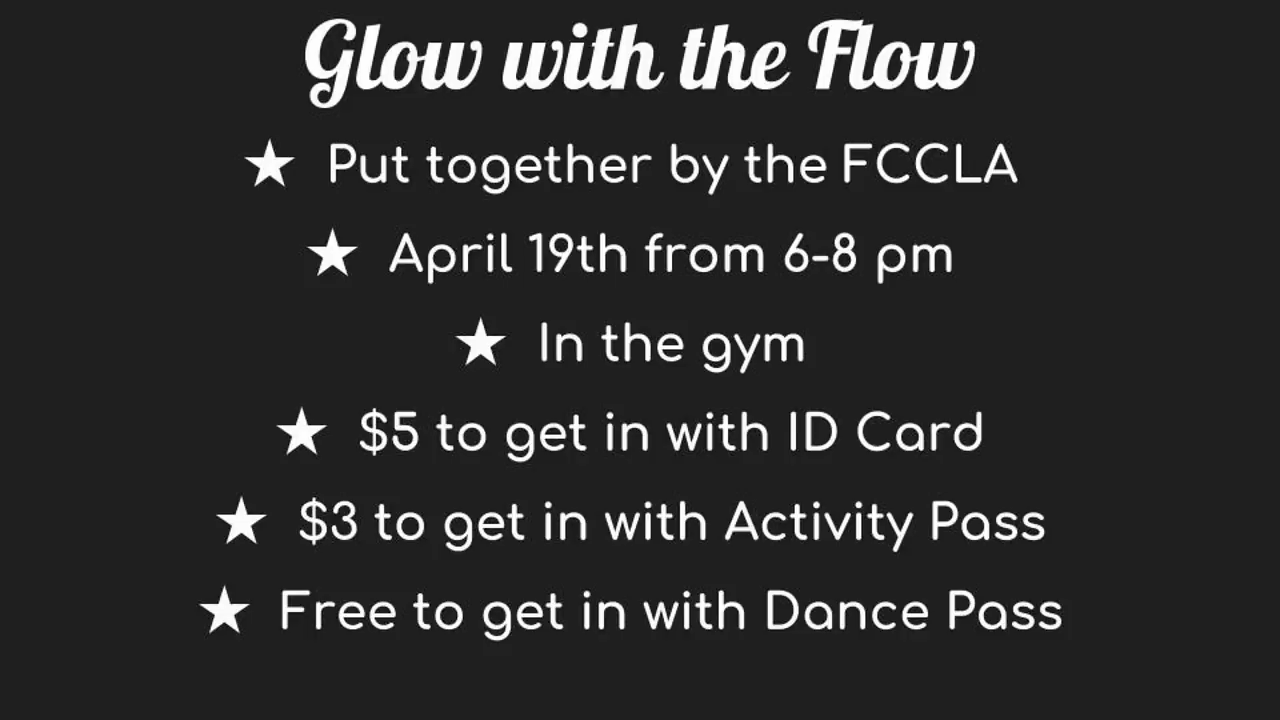 Glow with the Flow
★ Put together by the FCCLA
★ April 19th from 6-8 pm
★ In the gym
★ $5 to get in with ID Card
★ $3 to get in with Activity Pass
★ Free to get in with Dance Pass